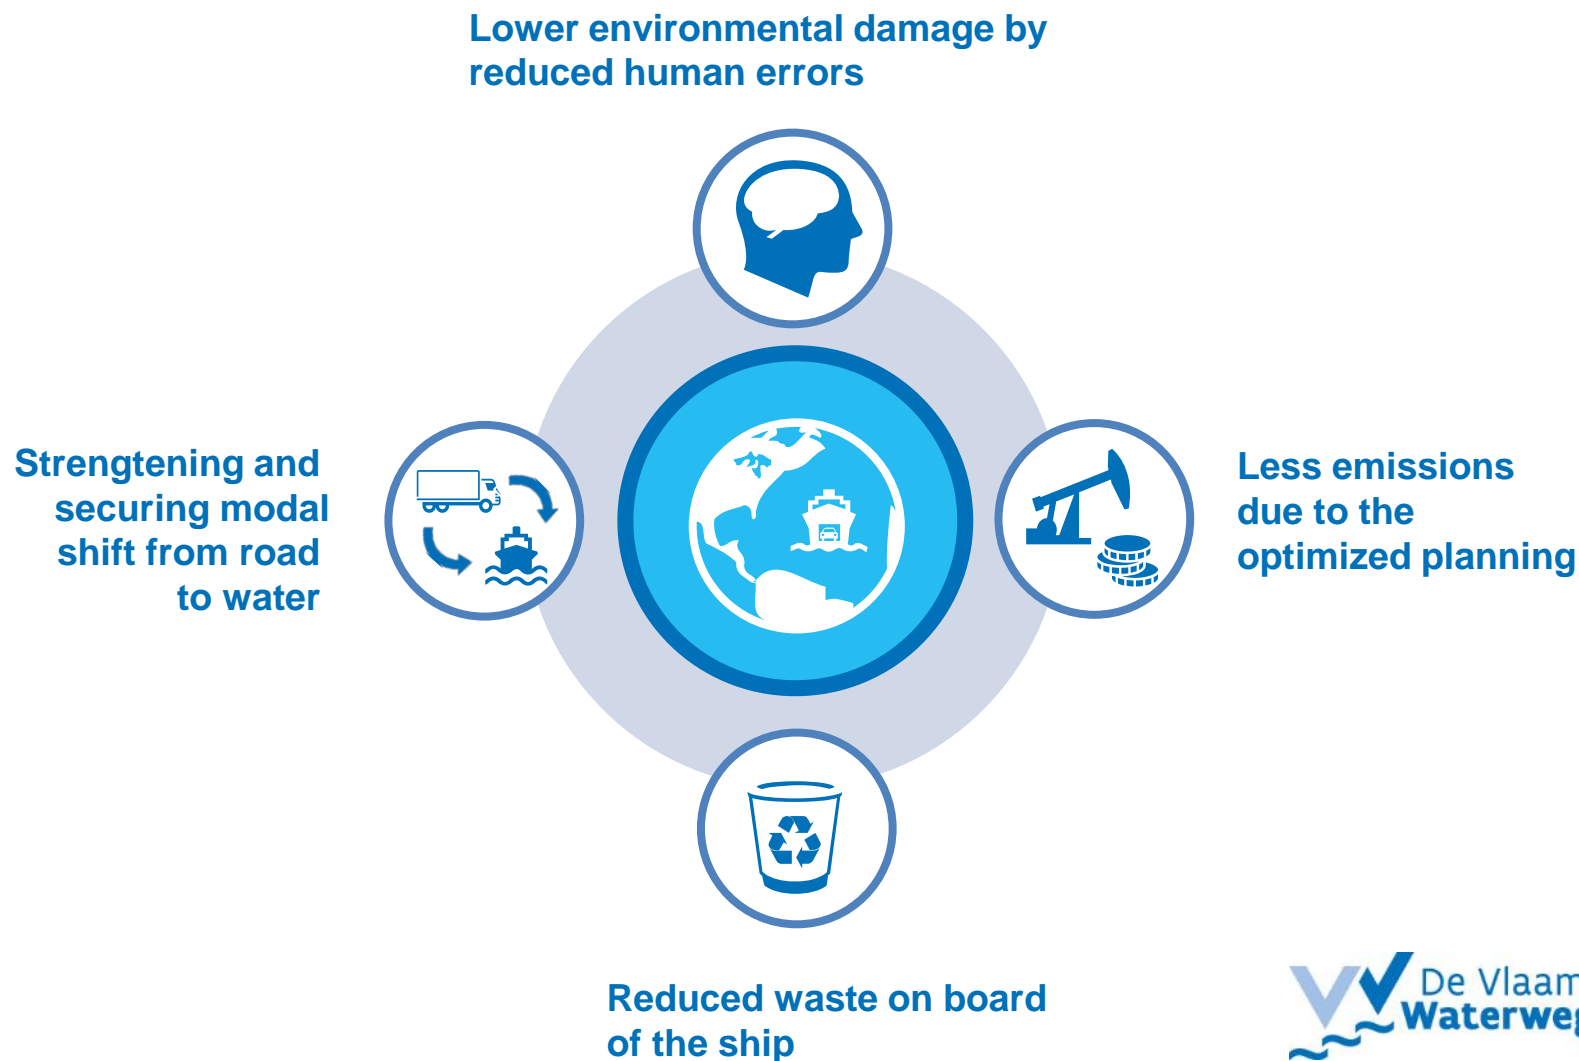 Lower environmental damage by
reduced human errors
Strengtening and
securing modal
shift from road
to water
Less emissions
due to the
optimized planning
Reduced waste on board
of the ship
De Vlaam
Waterweg